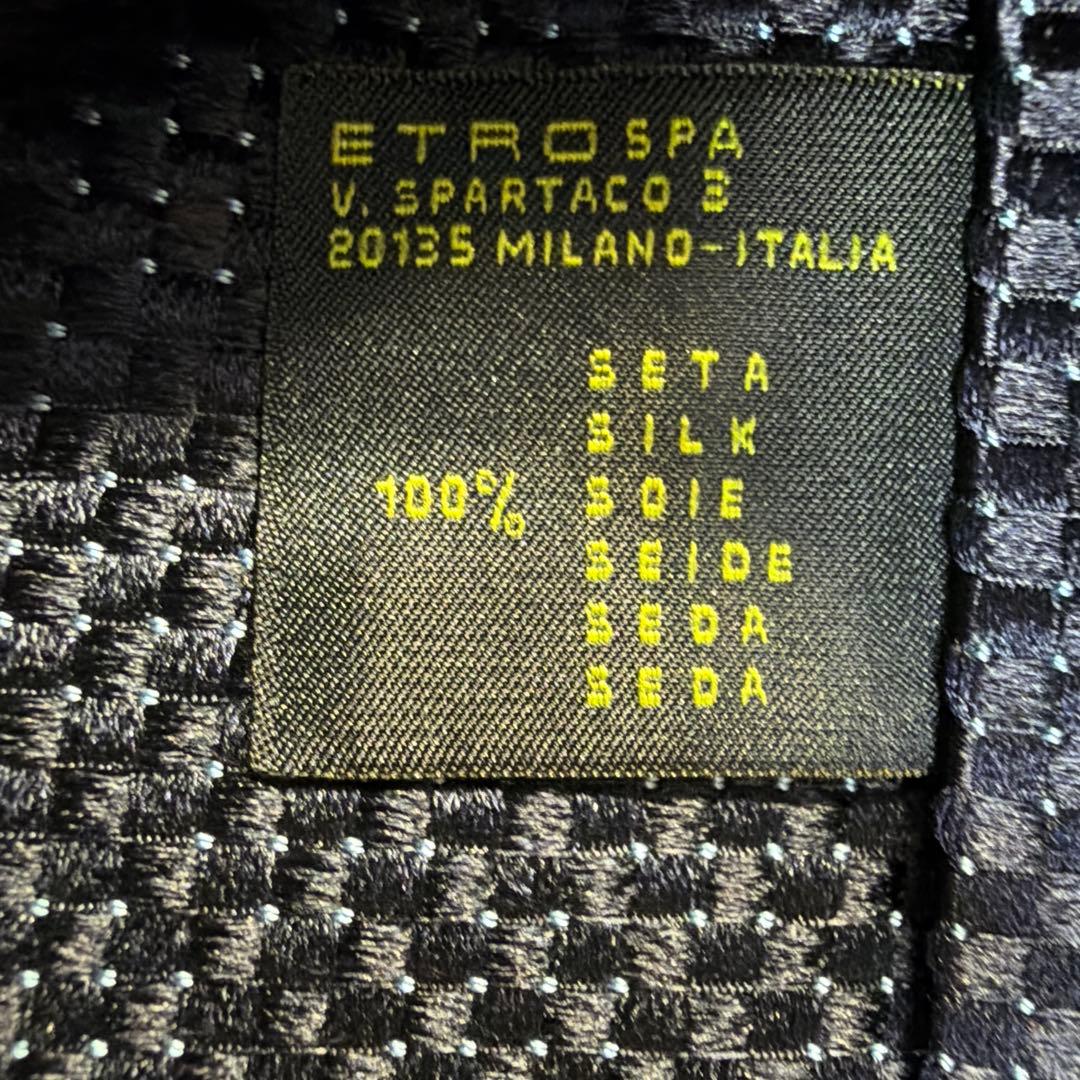 ETRO SPA
V. SPARTACO 3
20135 MILANO-ITALIA
SETA
SILK
100% SOIE
SEIDE
SEDA
SEDA